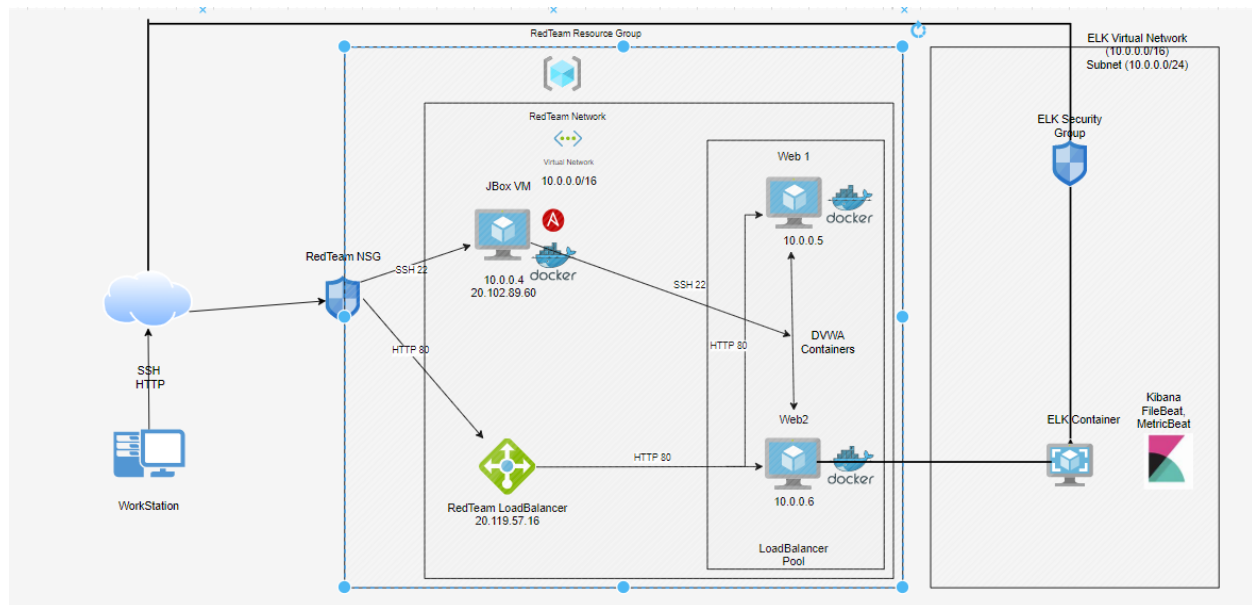 RedTeam Resource Group
ELK Virtual Network
(10.0.0.0/16)
Subnet (10.0.0.0/24)
RedTeam Network
Virtual Network
10.0.0.0/16
ELK Security
Group
Web 1
JBox VM
docker
10.0.0.5
RedTeam NSG
SSH 22
10.0.0.4
20.102.89.60
docker
SSH 22
HTTP 80
HTTP 80
DVWA
Containers
SSH
HTTP
Web2
Kibana
FileBeat,
MetricBeat
ELK Container
HTTP 80
docker
10.0.0.6
WorkStation
RedTeam LoadBalancer
20.119.57.16
LoadBalancer
Pool